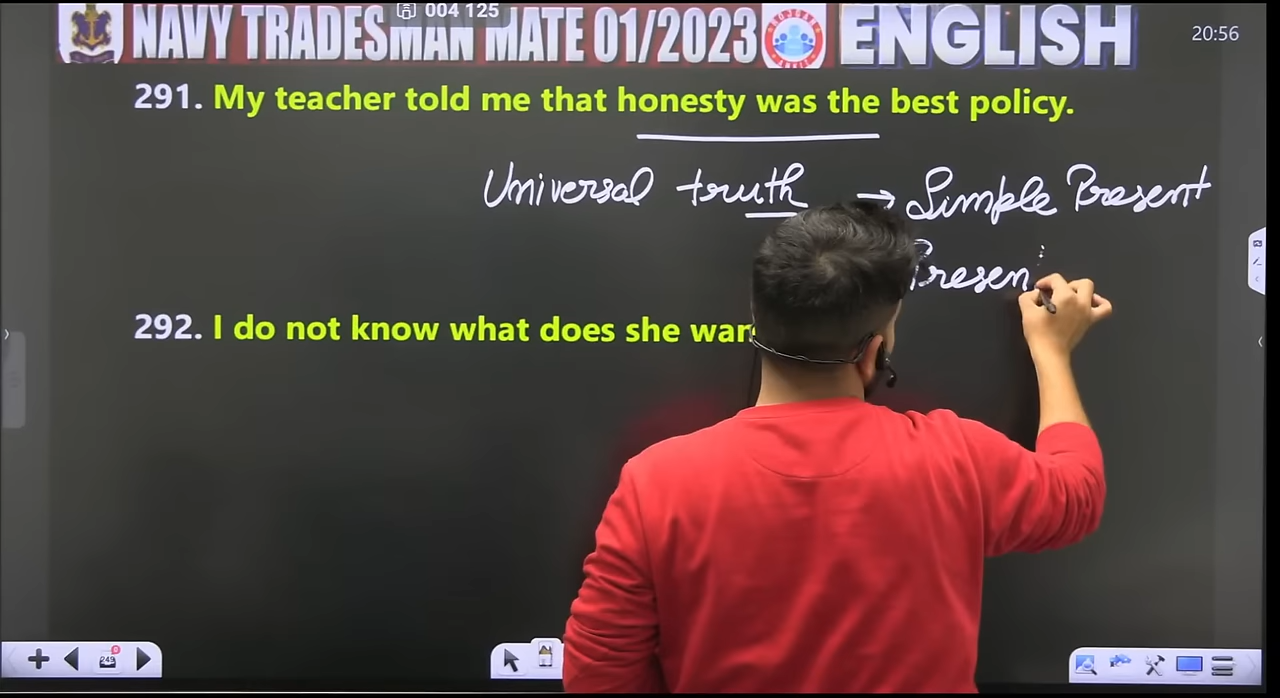 004 125
NAVY TRADESMAN MATE 01/2023 ENGLISH
20:56
291. My teacher told me that honesty was the best policy.
Universal truth → Simple Present
Presen
292. I do not know what does she
249